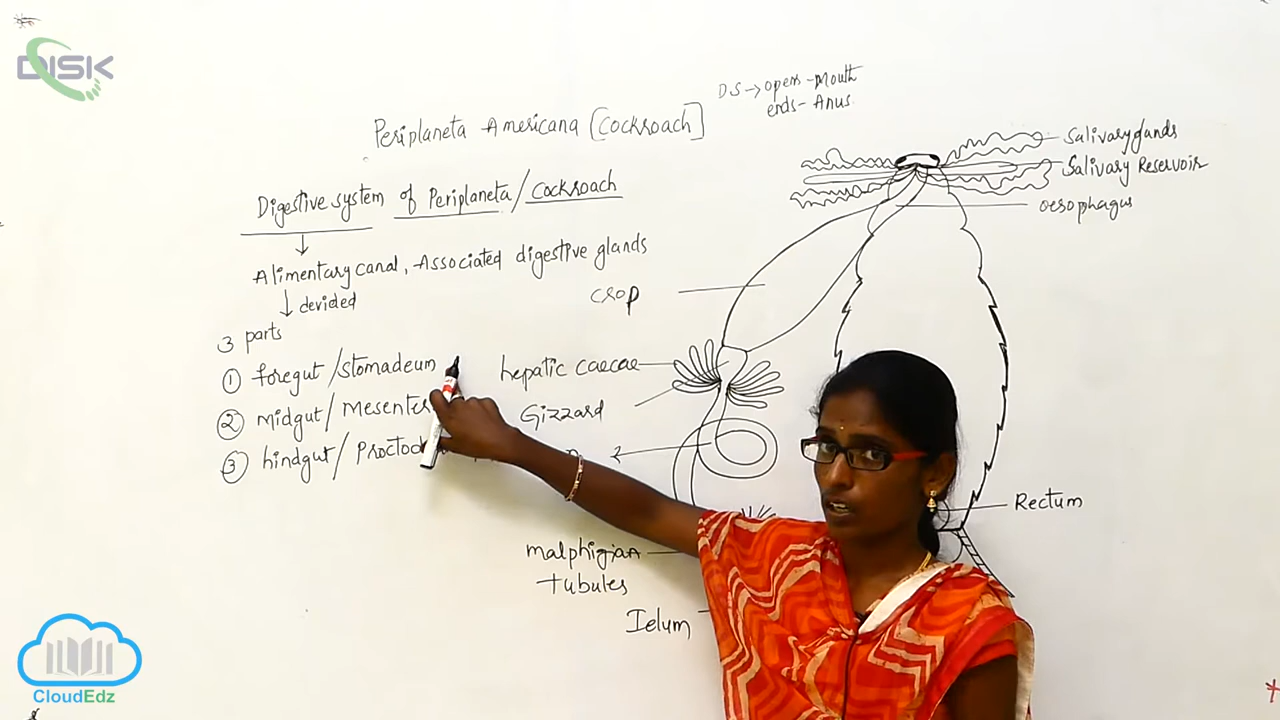 DISK
DS → opens - Mouth
ends - Anus
Periplaneta Americana [Cockroach]
Digestive system of Periplaneta / Cockroach
Alimentary canal, Associated digestive glands
devided
3 parts
① foregut / stomadeum
② midgut /
③ hindgut /
Salivary glands
Salivary Reservoir
oesophagus
crop
hepatic caecae
Gizzard
Rectum
malphigian
tubules
Ielum
CloudEdz